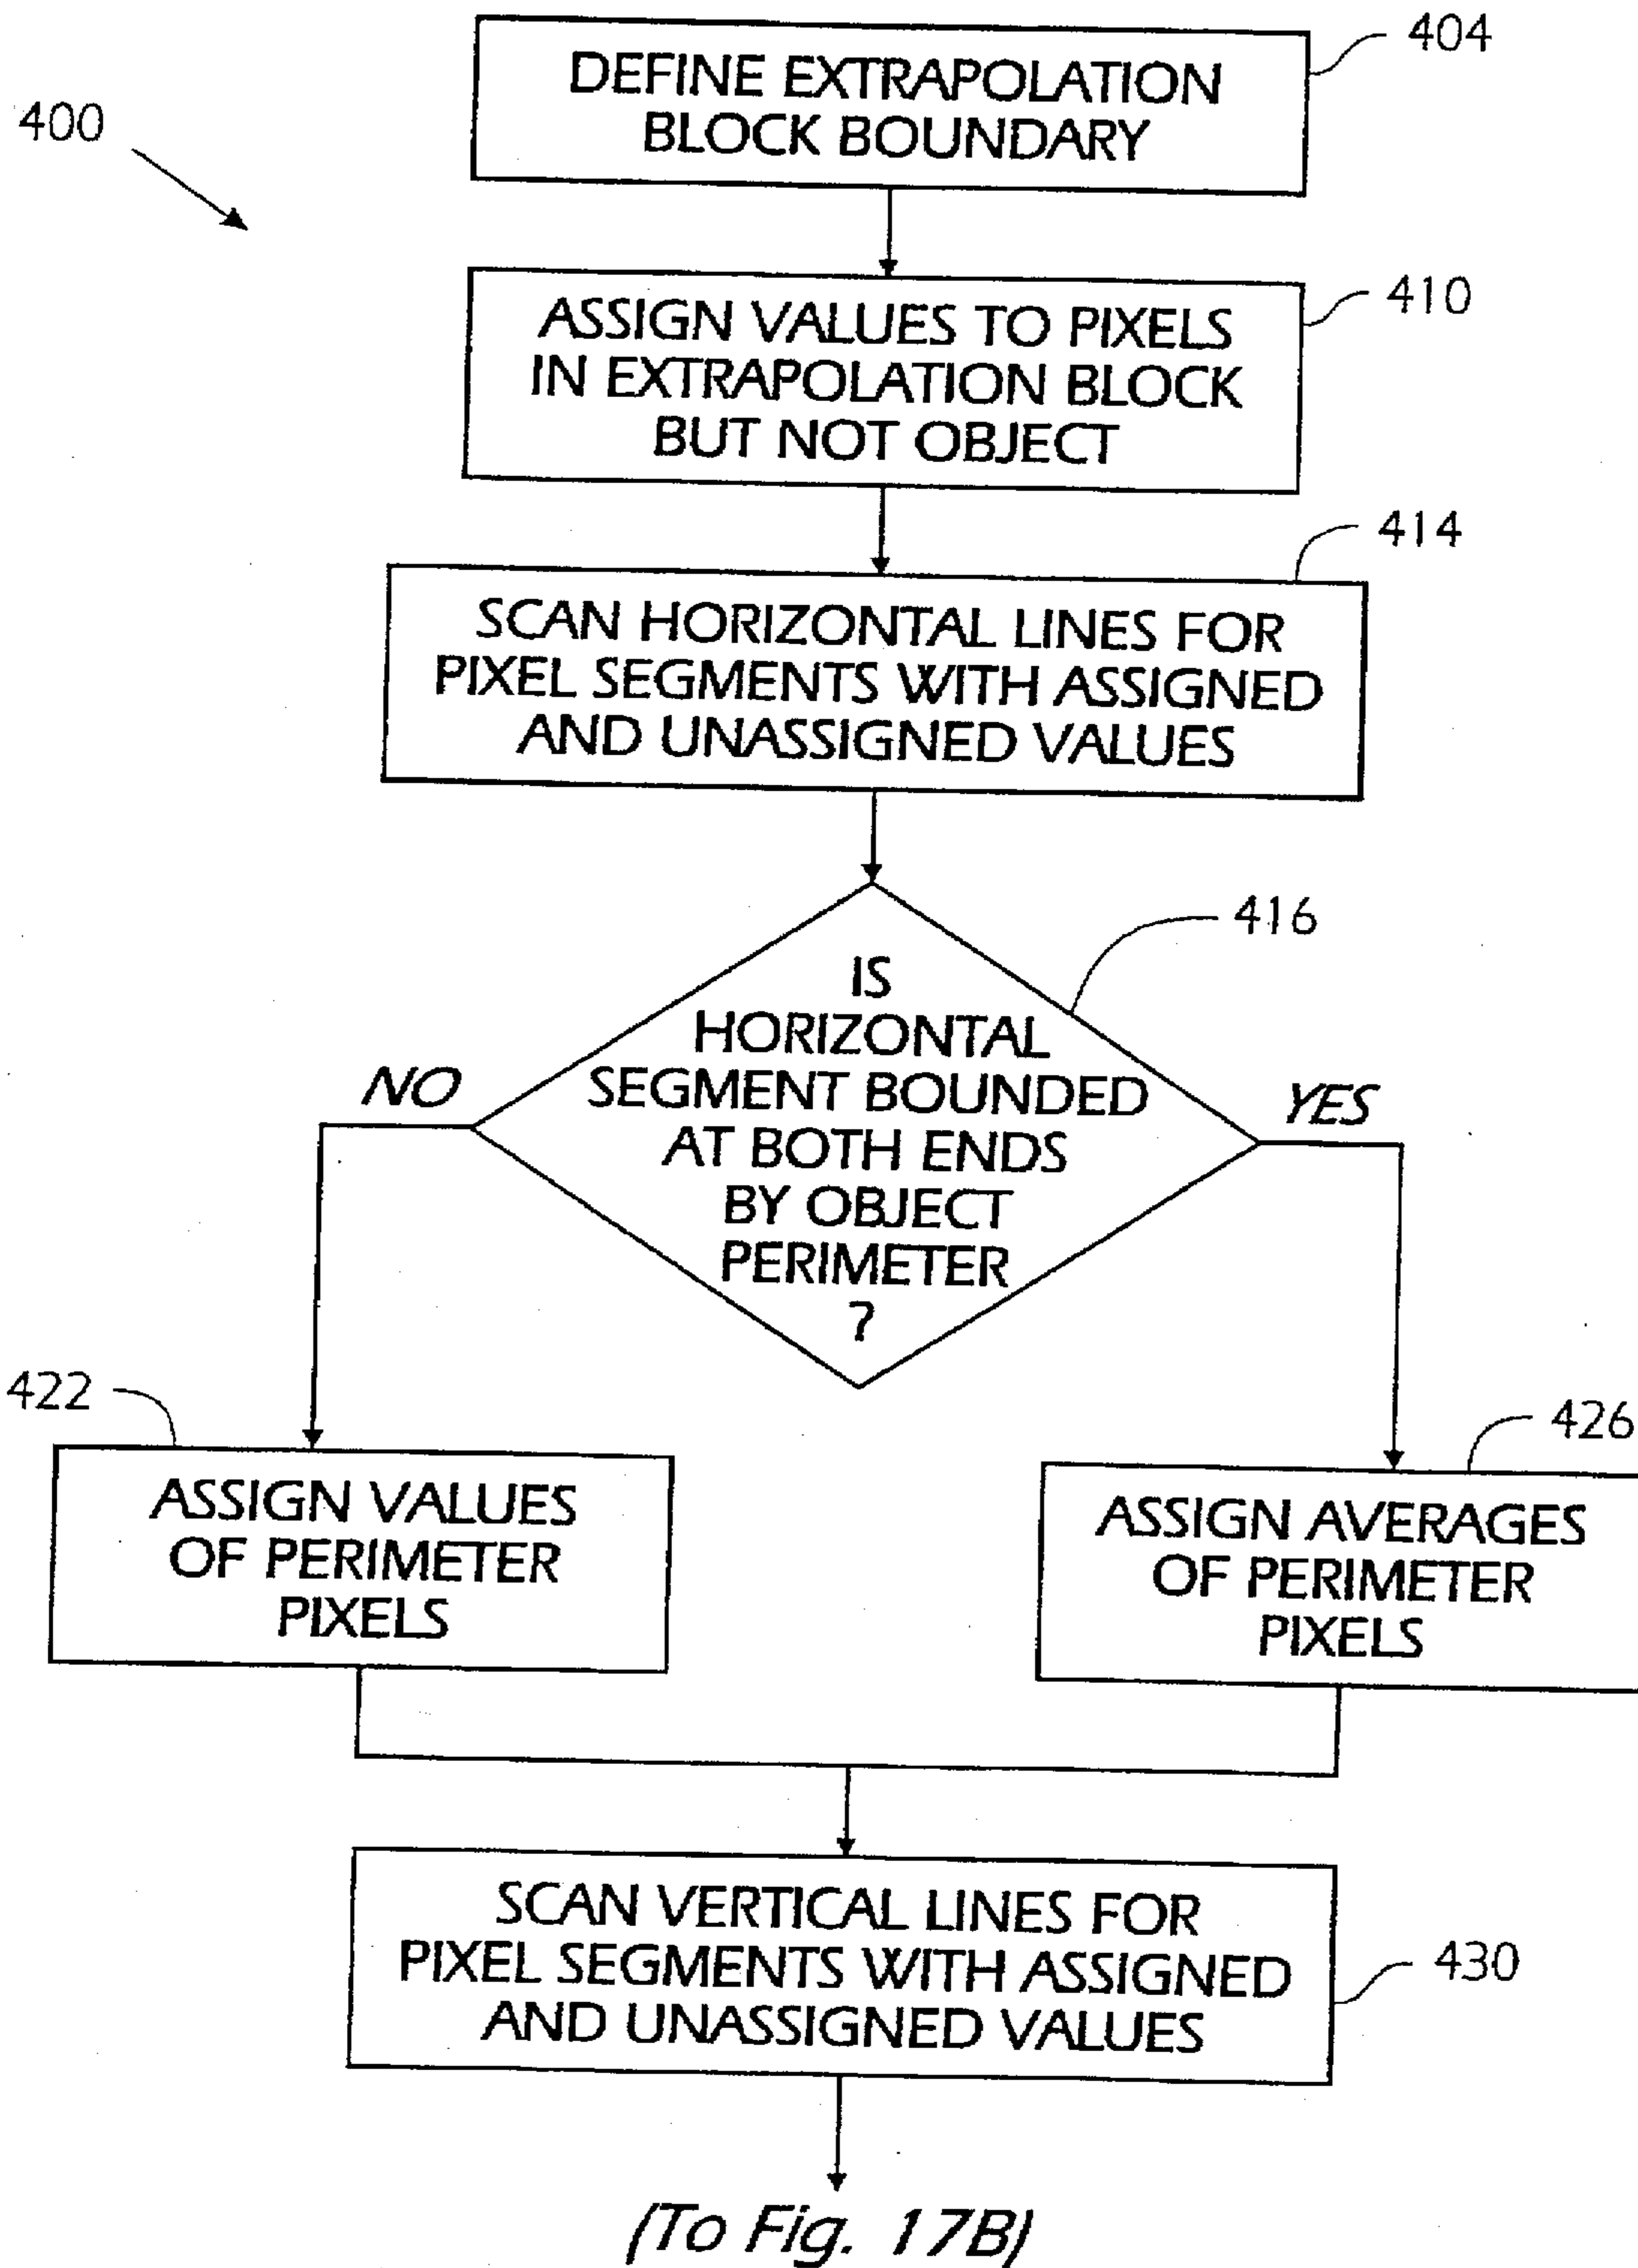 404
DEFINE EXTRAPOLATION
BLOCK BOUNDARY
400
410
ASSIGN VALUES TO PIXELS
IN EXTRAPOLATION BLOCK
BUT NOT OBJECT
414
SCAN HORIZONTAL LINES FOR
PIXEL SEGMENTS WITH ASSIGNED
AND UNASSIGNED VALUES
416
IS
HORIZONTAL
SEGMENT BOUNDED
AT BOTH ENDS
BY OBJECT
PERIMETER
?
NO
YES
422
ASSIGN VALUES
OF PERIMETER
PIXELS
426
ASSIGN AVERAGES
OF PERIMETER
PIXELS
SCAN VERTICAL LINES FOR
PIXEL SEGMENTS WITH ASSIGNED
AND UNASSIGNED VALUES
430
(To Fig. 17B)